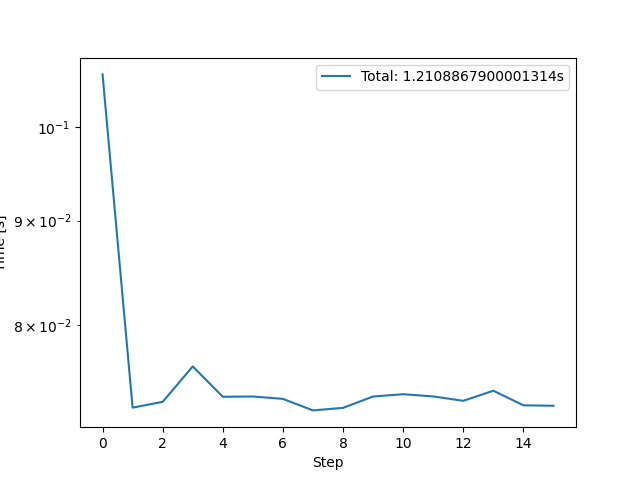 Total: 1.2108867900001314s
10⁻¹
9 × 10⁻²
8 × 10⁻²
Time [s]
0 2 4 6 8 10 12 14
Step